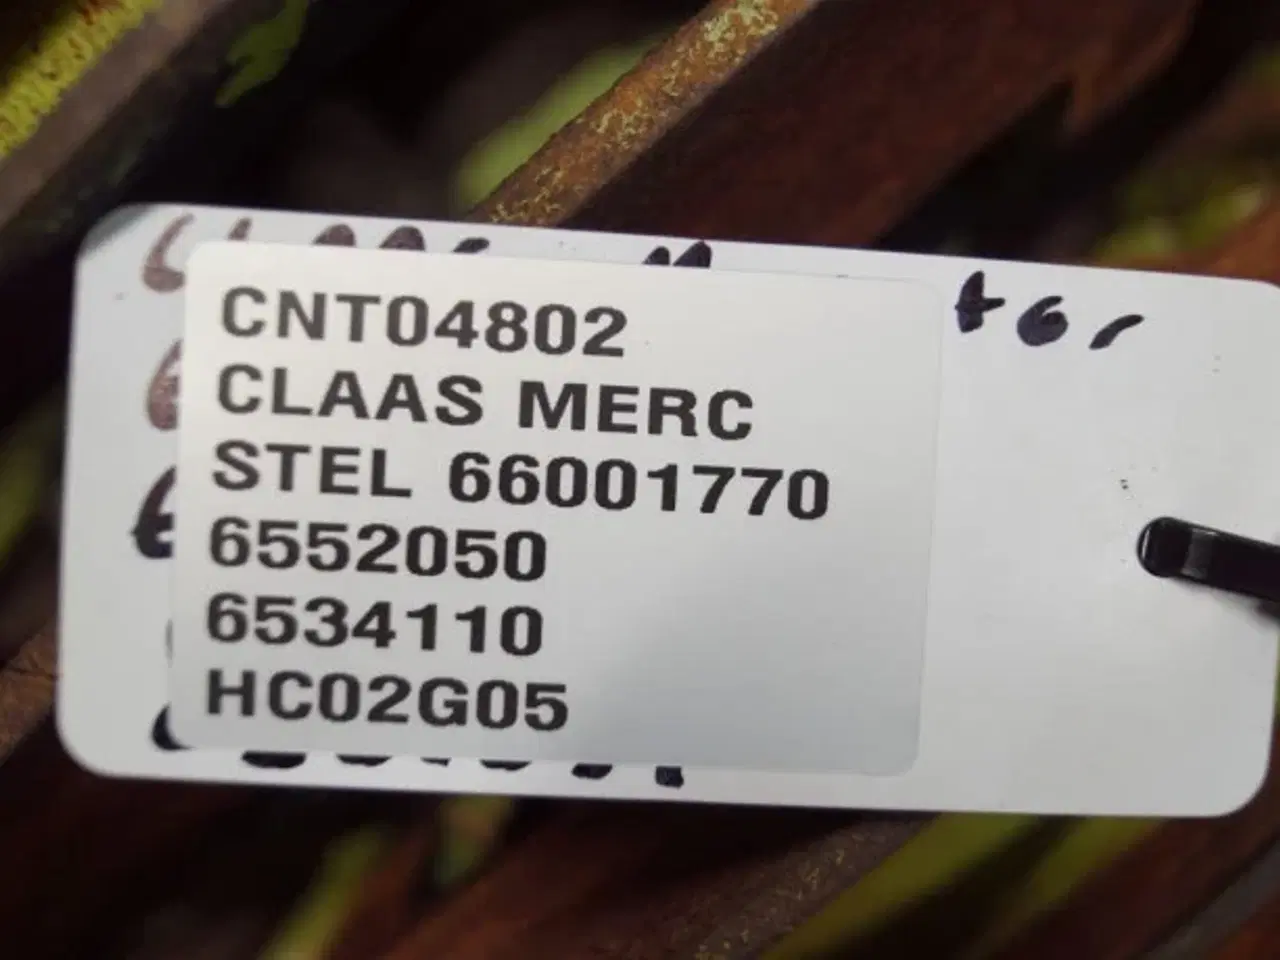 CNT04802
CLAAS MERC
STEL 66001770
6552050
6534110
HC02G05